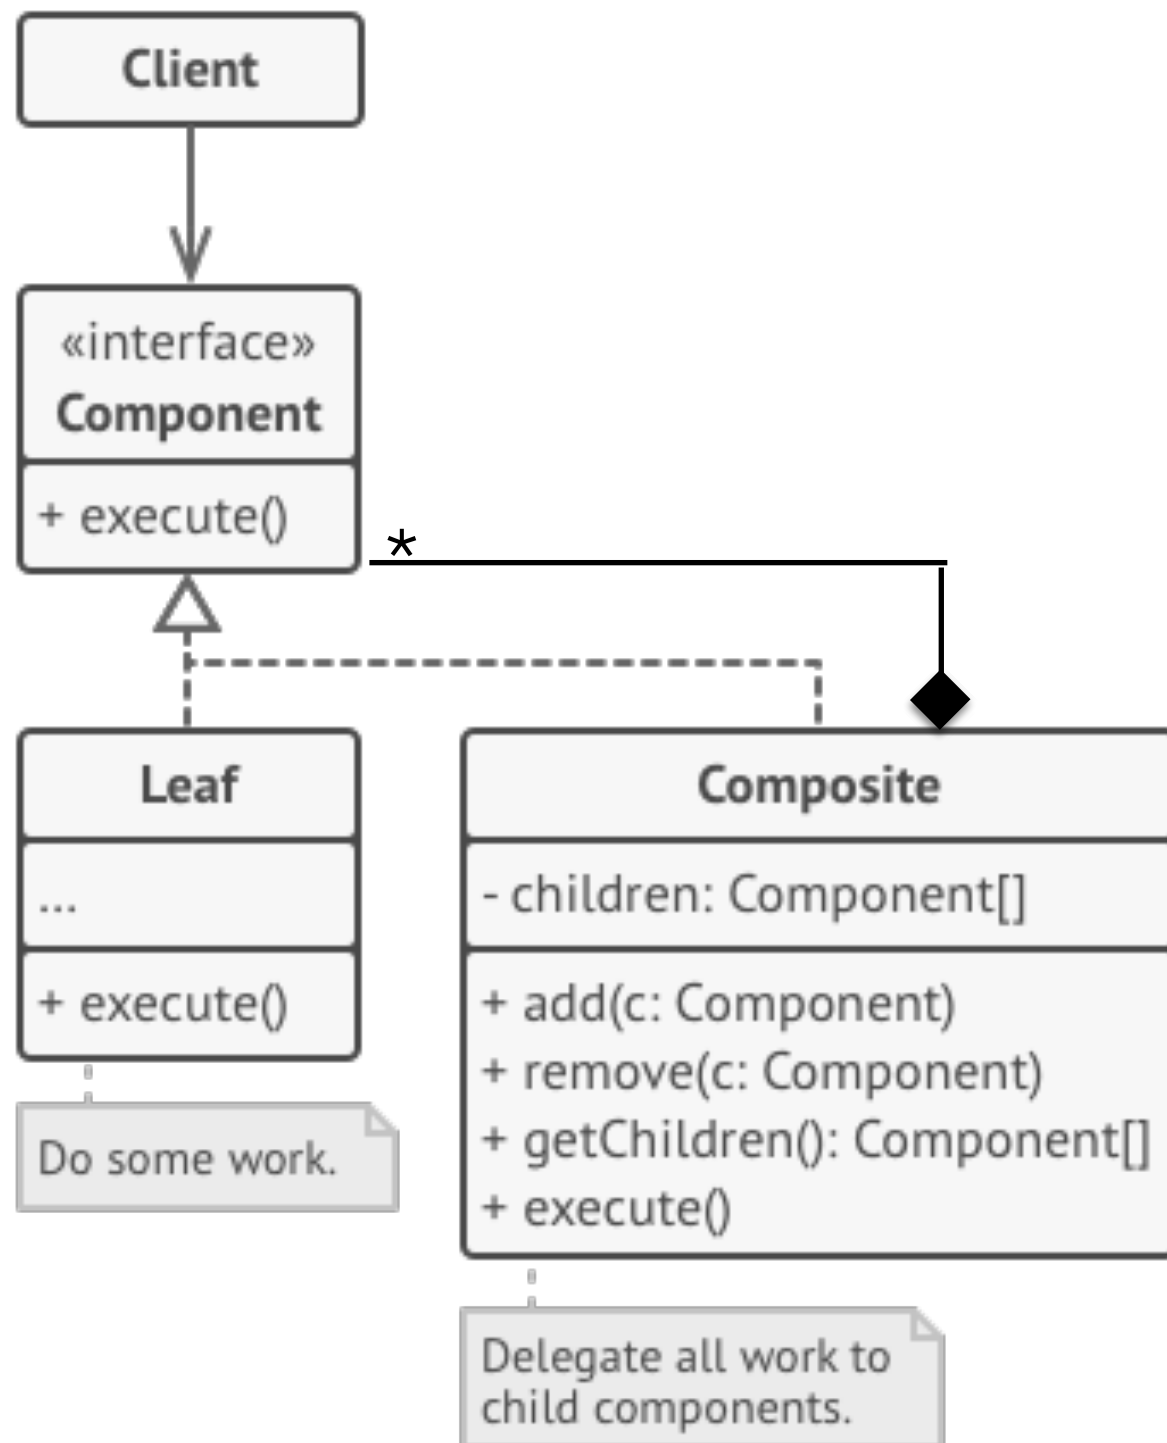 Client
«interface»
Component
+ execute()
*
Leaf
...
+ execute()
Do some work.
Composite
- children: Component[]
+ add(c: Component)
+ remove(c: Component)
+ getChildren(): Component[]
+ execute()
Delegate all work to
child components.